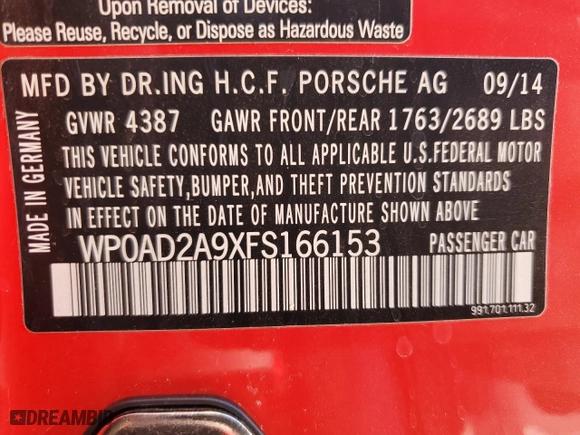 Upon Removal of Devices:
Please Reuse, Recycle, or Dispose as Hazardous Waste
MFD BY DR.ING H.C.F. PORSCHE AG 09/14
GVWR 4387 GAWR FRONT/REAR 1763/2689 LBS
THIS VEHICLE CONFORMS TO ALL APPLICABLE U.S.FEDERAL MOTOR
VEHICLE SAFETY,BUMPER,AND THEFT PREVENTION STANDARDS
IN EFFECT ON THE DATE OF MANUFACTURE SHOWN ABOVE
WP0AD2A9XFS166153 PASSENGER CAR
MADE IN GERMANY
991.701.111.32
DREAMBID